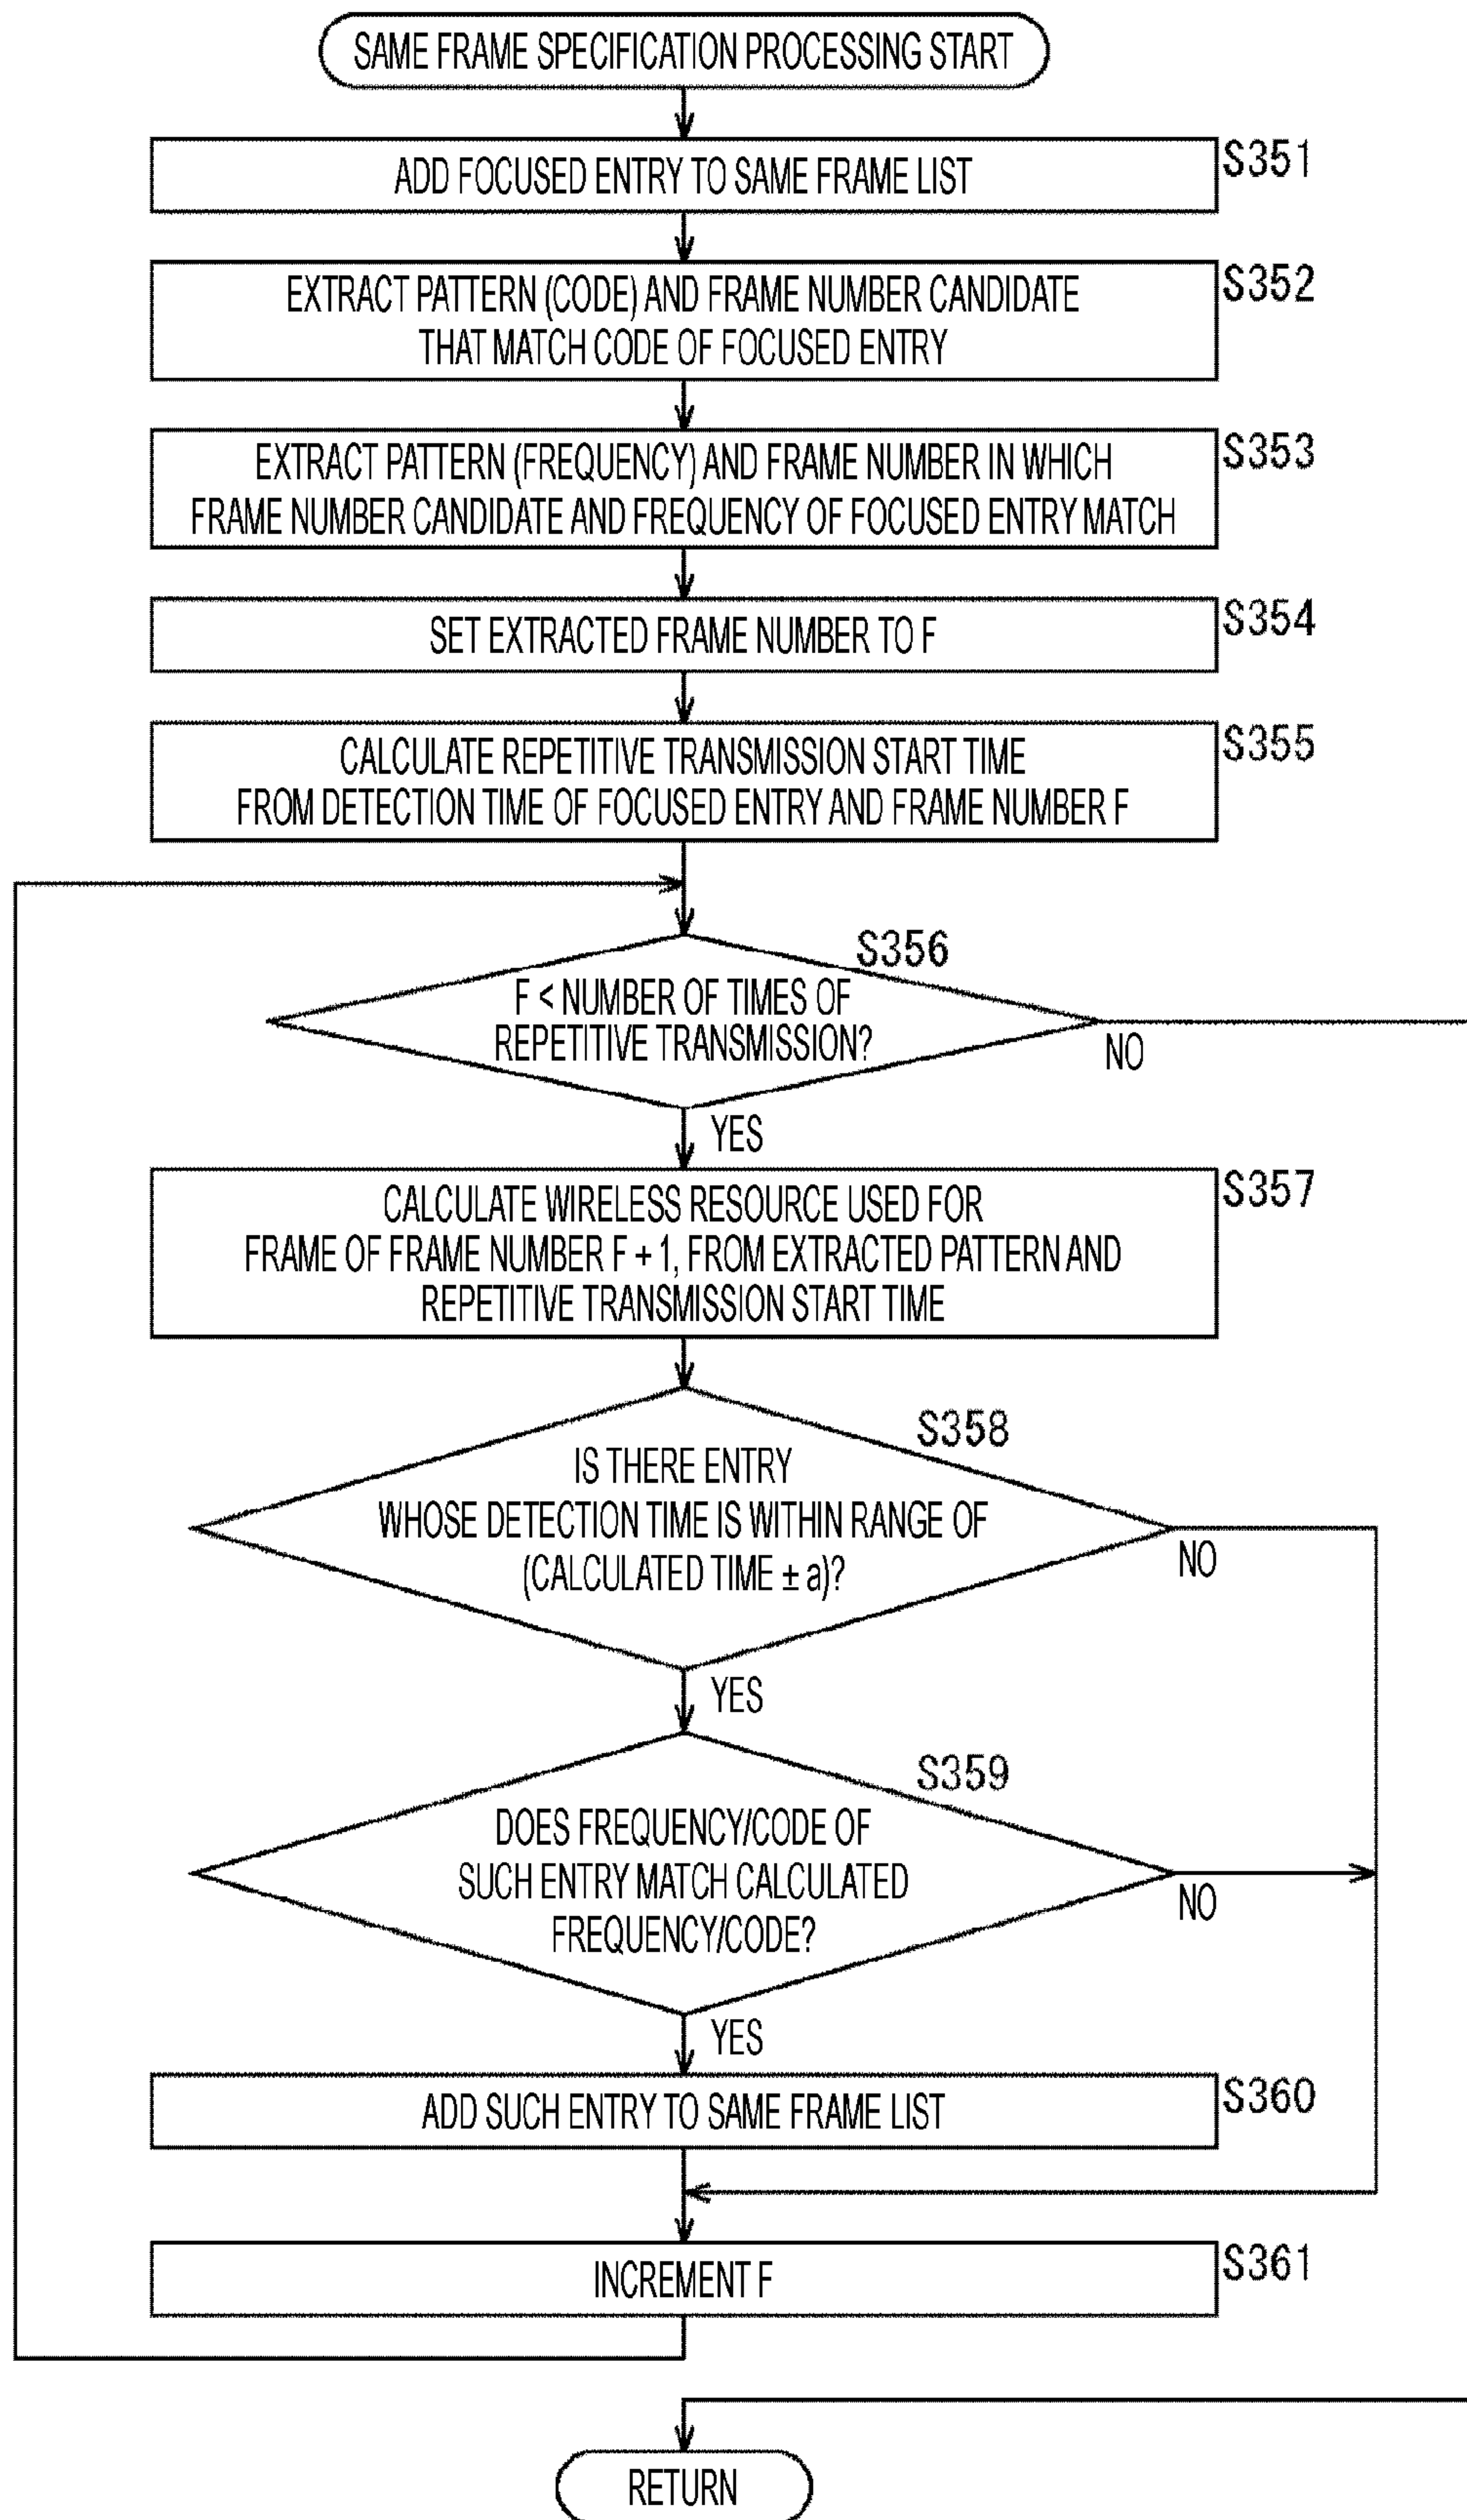 SAME FRAME SPECIFICATION PROCESSING START
ADD FOCUSED ENTRY TO SAME FRAME LIST
S351
EXTRACT PATTERN (CODE) AND FRAME NUMBER CANDIDATE
THAT MATCH CODE OF FOCUSED ENTRY
S352
EXTRACT PATTERN (FREQUENCY) AND FRAME NUMBER IN WHICH
FRAME NUMBER CANDIDATE AND FREQUENCY OF FOCUSED ENTRY MATCH
S353
SET EXTRACTED FRAME NUMBER TO F
S354
CALCULATE REPETITIVE TRANSMISSION START TIME
FROM DETECTION TIME OF FOCUSED ENTRY AND FRAME NUMBER F
S355
S356
F < NUMBER OF TIMES OF
REPETITIVE TRANSMISSION?
NO
YES
CALCULATE WIRELESS RESOURCE USED FOR
FRAME OF FRAME NUMBER F + 1, FROM EXTRACTED PATTERN AND
REPETITIVE TRANSMISSION START TIME
S357
S358
IS THERE ENTRY
WHOSE DETECTION TIME IS WITHIN RANGE OF
(CALCULATED TIME ± a)?
NO
YES
S359
DOES FREQUENCY/CODE OF
SUCH ENTRY MATCH CALCULATED
FREQUENCY/CODE?
NO
YES
ADD SUCH ENTRY TO SAME FRAME LIST
S360
INCREMENT F
S361
RETURN